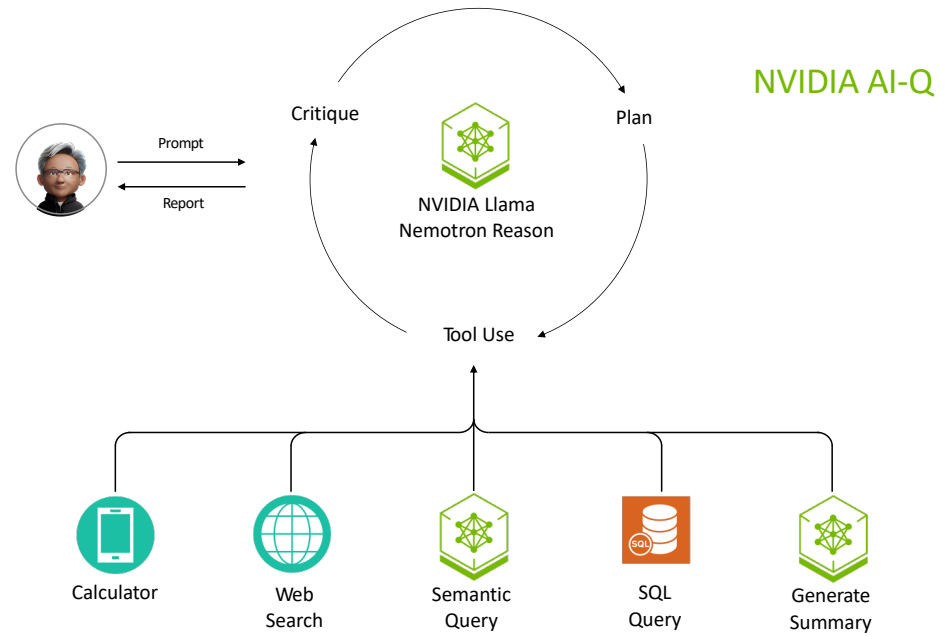 NVIDIA AI-Q
Critique
Plan
Prompt
Report
NVIDIA Llama
Nemotron Reason
Tool Use
SQL
Calculator
Web
Search
Semantic
Query
SQL
Query
Generate
Summary